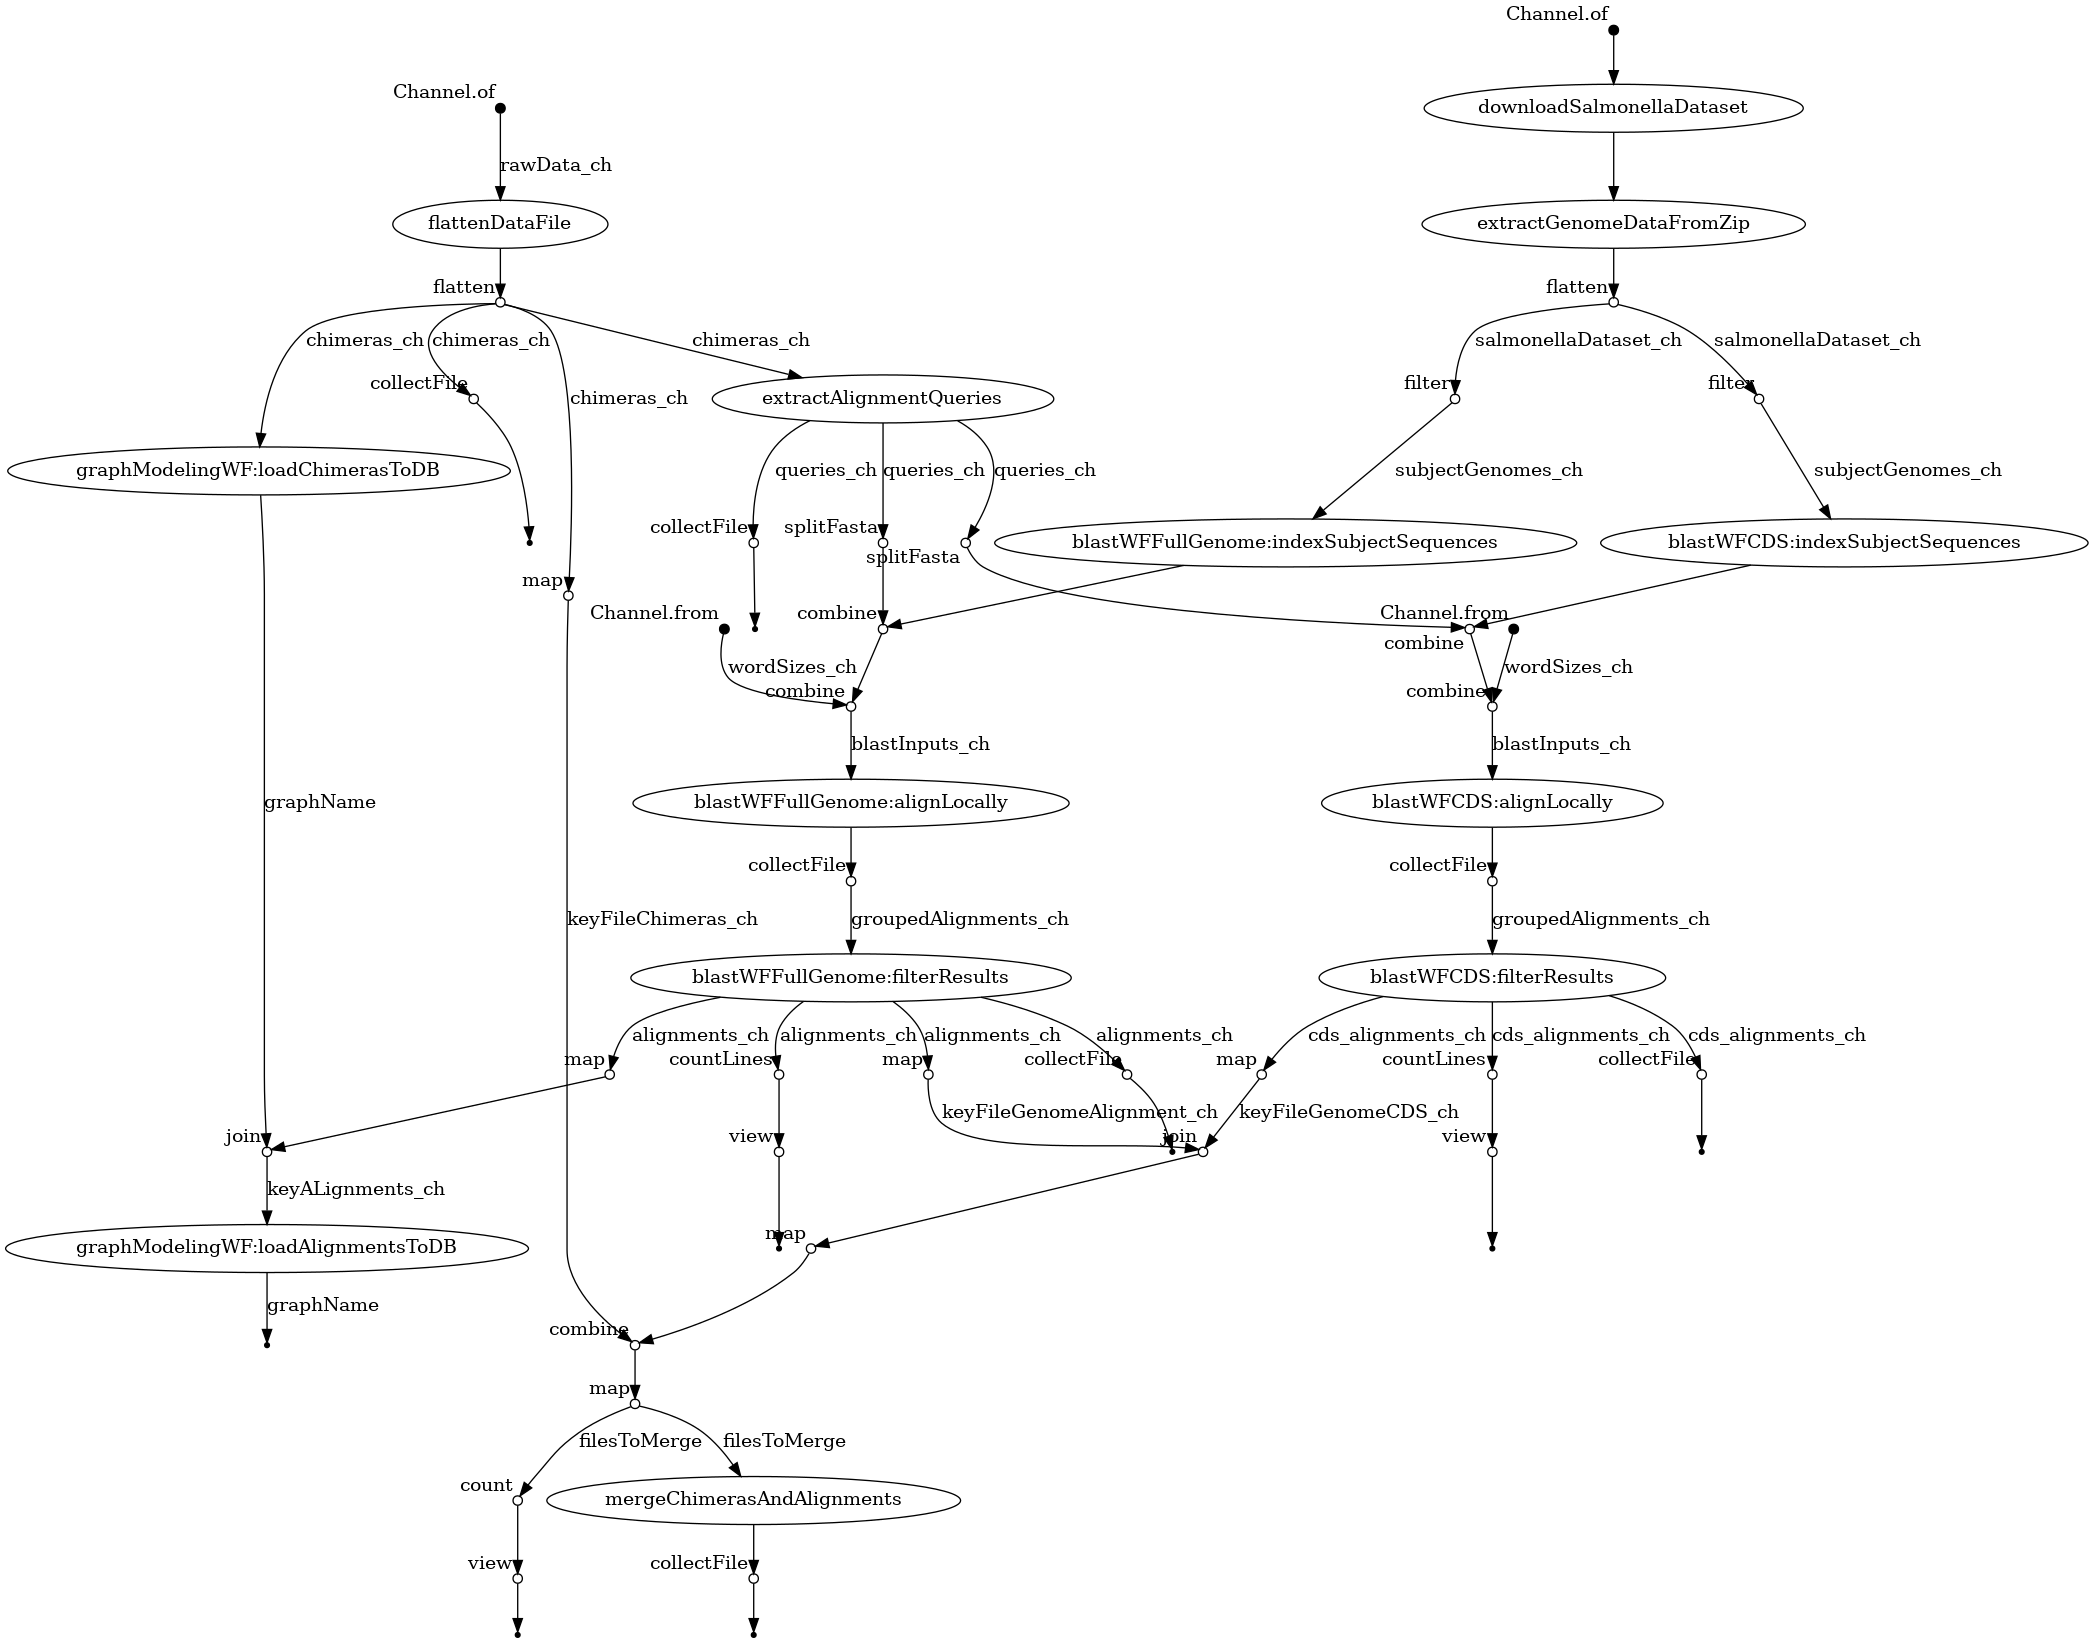 Channel.of
Channel.of
downloadSalmonellaDataset
rawData_ch
flattenDataFile
extractGenomeDataFromZip
flatten
flatten
chimeras_ch
chimeras_ch
chimeras_ch
salmonellaDataset_ch
salmonellaDataset_ch
collectFile
chimeras_ch
extractAlignmentQueries
filter
filter
graphModelingWF:loadChimerasToDB
queries_ch
queries_ch
queries_ch
subjectGenomes_ch
subjectGenomes_ch
collectFile
splitFasta
splitFasta
blastWFFullGenome:indexSubjectSequences
blastWFCDS:indexSubjectSequences
map
Channel.from
combine
Channel.from
combine
wordSizes_ch
wordSizes_ch
combine
combine
blastInputs_ch
blastInputs_ch
graphName
blastWFFullGenome:alignLocally
blastWFCDS:alignLocally
collectFile
collectFile
keyFileChimeras_ch
groupedAlignments_ch
groupedAlignments_ch
blastWFFullGenome:filterResults
blastWFCDS:filterResults
alignments_ch
alignments_ch
alignments_ch
alignments_ch
cds_alignments_ch
cds_alignments_ch
cds_alignments_ch
map
countLines
map
collectFile
map
countLines
collectFile
keyFileGenomeAlignment_ch
keyFileGenomeCDS_ch
join
view
join
view
keyALignments_ch
graphModelingWF:loadAlignmentsToDB
map
graphName
combine
map
filesToMerge
filesToMerge
count
mergeChimerasAndAlignments
view
collectFile